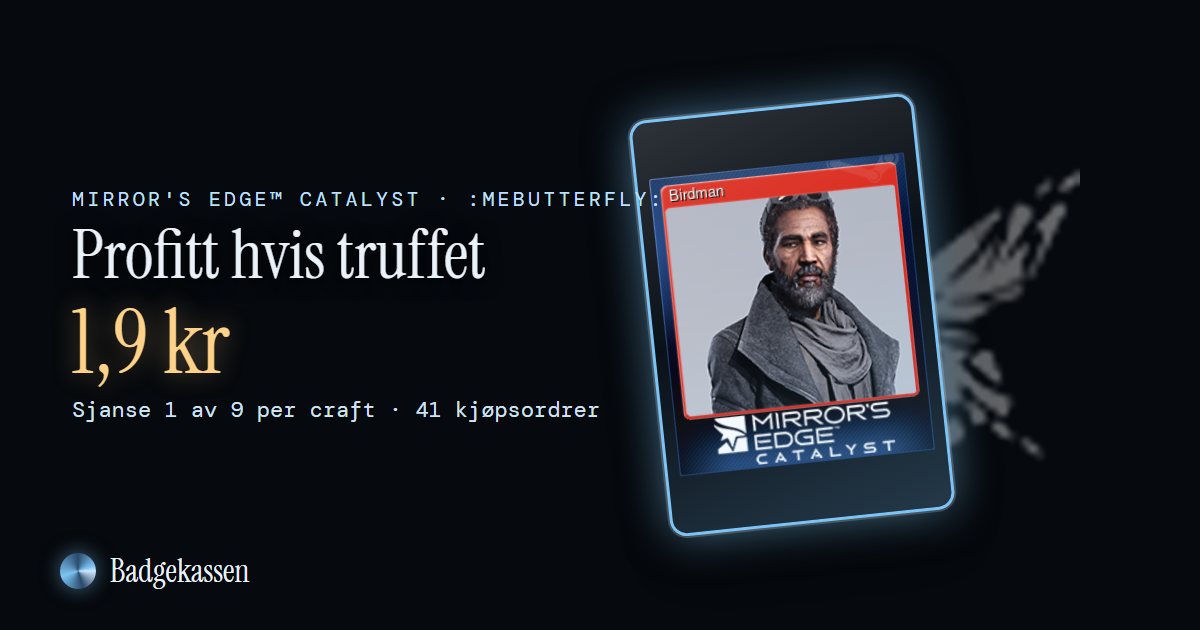 MIRROR'S EDGE™ CATALYST · :MEBUTTERFLY:
Profitt hvis truffet
1,9 kr
Sjanse 1 av 9 per craft · 41 kjøpsordrer
Birdman
MIRROR'S
EDGE™
CATALYST
Badgekassen